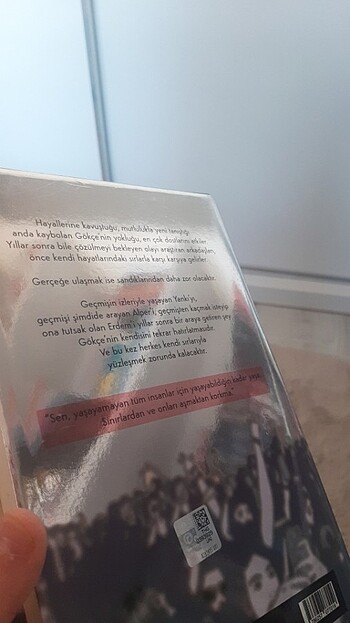 Hayallerine kavuştuğu, mutlulukla yeni tanıştığı
anda kaybolan Gökçe'nin yokluğu, en çok dostlarını etkiler.
Yıllar sonra bile çözülmeyi bekleyen olayı araştıran arkadaşları,
önce kendi hayatlarındaki sırlarla karşı karşıya gelirler.
Gerçeğe ulaşmak ise sandıklarından daha zor olacaktır.
Geçmişin izleriyle yaşayan Yankı'yı,
geçmişi şimdide arayan Alper'i, geçmişten kaçmak isteyip
ona tutsak olan Erdem'i yıllar sonra bir araya getiren şey
Gökçe'nin kendisini tekrar hatırlatmasıdır.
Ve bu kez herkes kendi sırlarıyla
yüzleşmek zorunda kalacaktır.
"Sen, yaşayamayan tüm insanlar için yaşayabildiğin kadar yaşa.
Sınırlardan ve onları aşmaktan korkma."